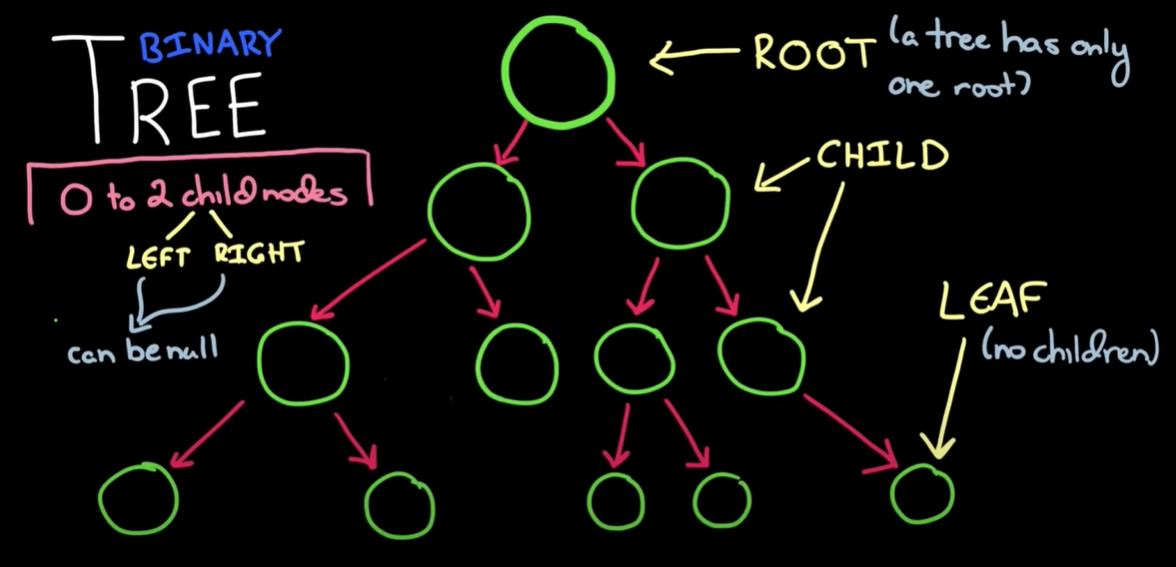 BINARY
TREE
0 to 2 child nodes
LEFT RIGHT
can be null
ROOT (a tree has only
one root)
CHILD
LEAF
(no children)